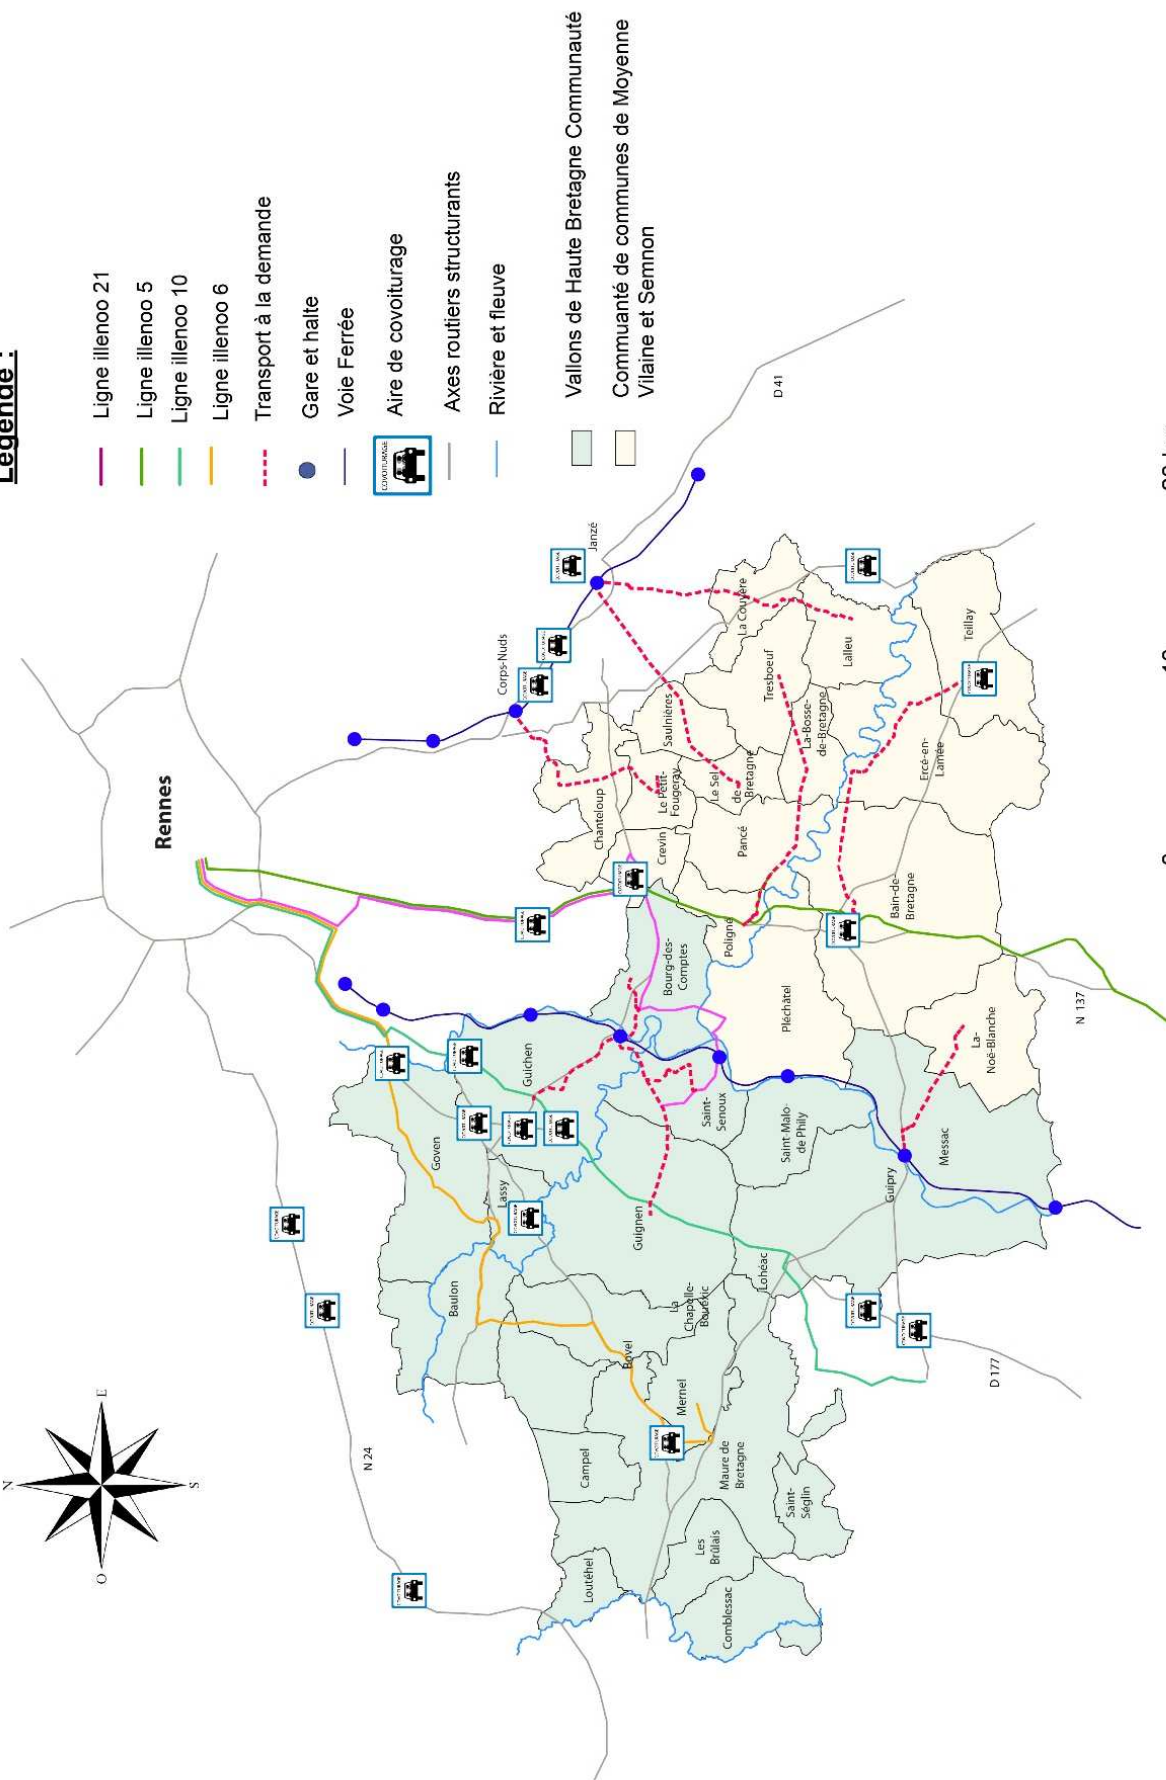 Légende :
Ligne illenoo 21
Ligne illenoo 5
Ligne illenoo 10
Ligne illenoo 6
Transport à la demande
Gare et halte
Voie Ferrée
COVOITURAGE
Aire de covoiturage
Axes routiers structurants
Rivière et fleuve
Vallons de Haute Bretagne Communauté
Communauté de communes de Moyenne
Vilaine et Semnon
N
E
S
O
Rennes
N 24
Corps-Nuds
Janzé
D 41
Goven
Guichen
Lassy
Baulon
Bovel
Campel
Loutéhel
Guignen
La
Chapelle-
Bouëxic
Mernel
Maure de
Bretagne
Les
Brûlais
Comblessac
Saint-
Séglin
Lohéac
Bourg-des-
Comptes
Saint-
Senoux
Saint-Malo-
de Phily
Guipry
Messac
Chanteloup
Crevin
Le Petit-
Fougeray
Saulnières
Le Sel
de
Bretagne
Pancé
Poligné
Pléchâtel
Tresboeuf
La Couyère
La-Bosse-
de-Bretagne
Lalleu
Teillay
Ercé-en-
Lamée
Bain-de-
Bretagne
La-
Noë-Blanche
N 137
D 177